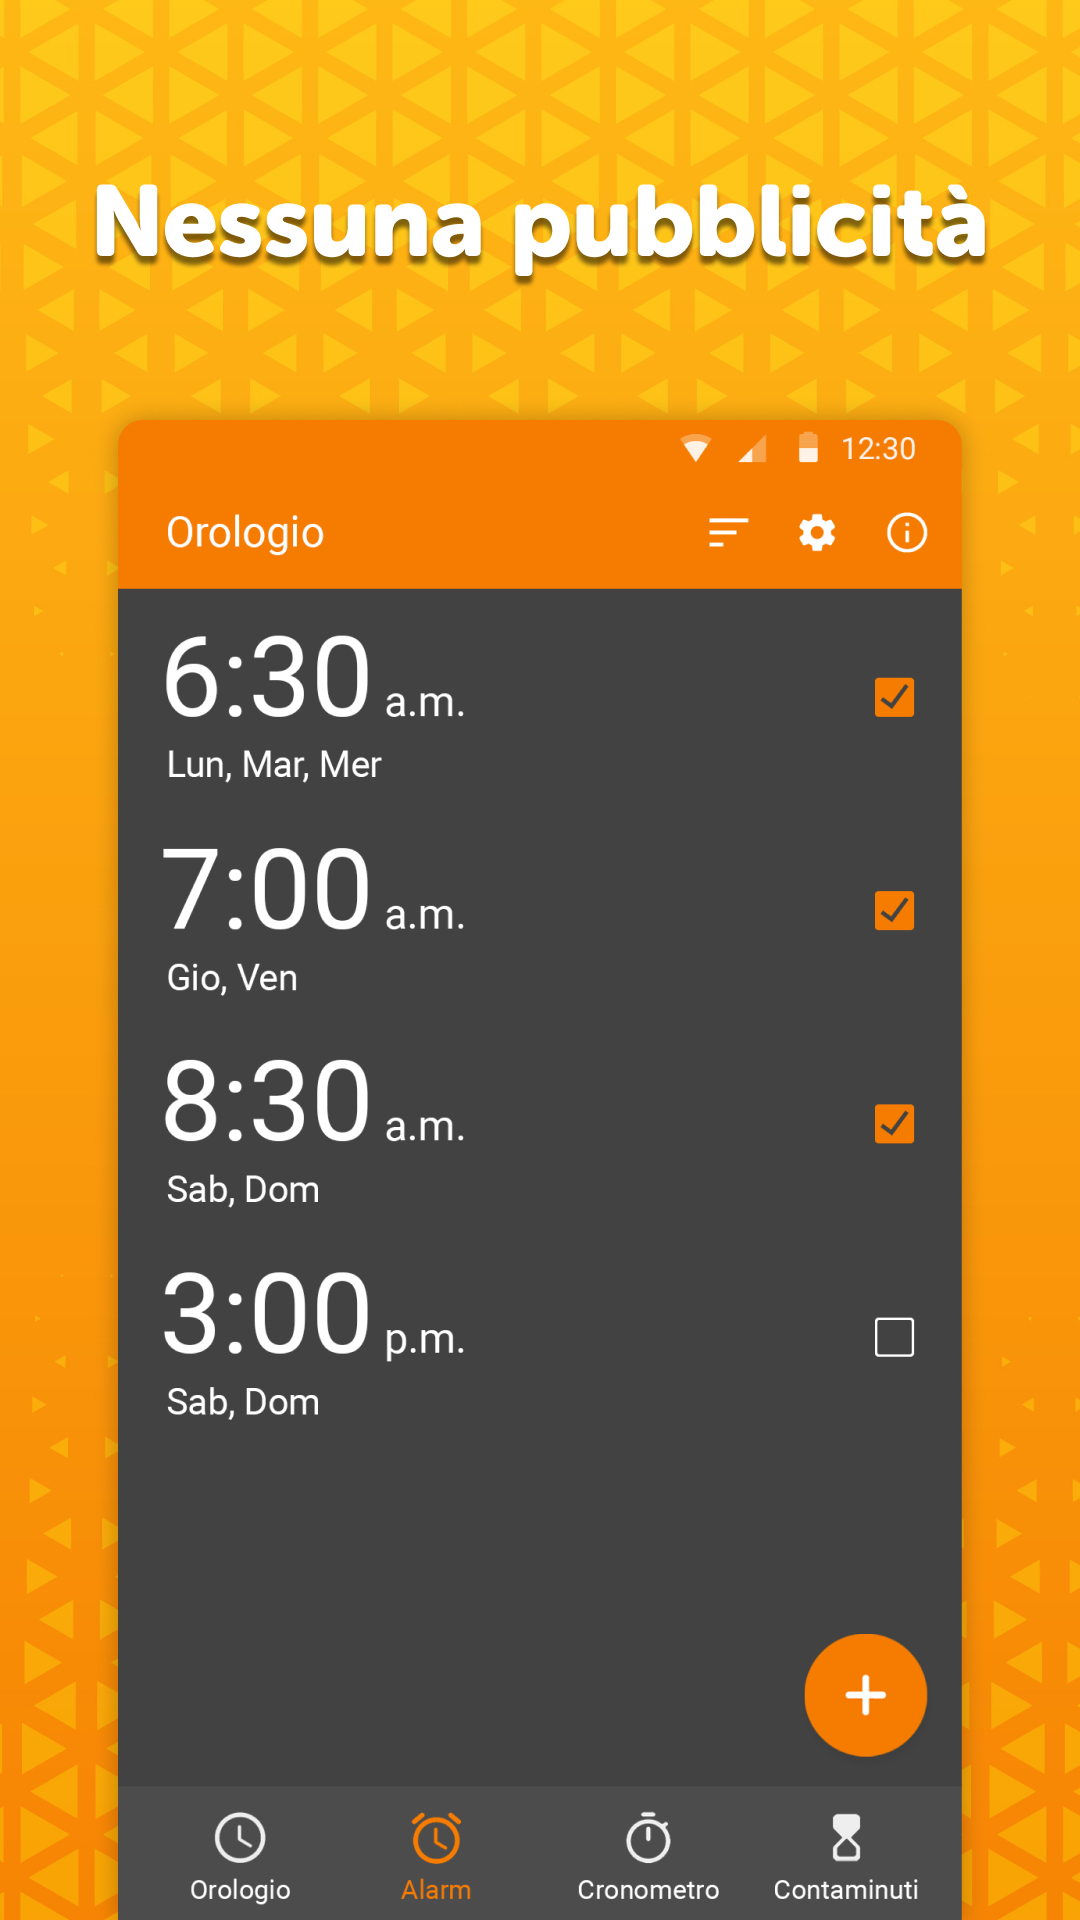 Nessuna pubblicità
12:30
Orologio
6:30 a.m.
Lun, Mar, Mer
7:00 a.m.
Gio, Ven
8:30 a.m.
Sab, Dom
3:00 p.m.
Sab, Dom
Orologio Alarm Cronometro Contaminuti